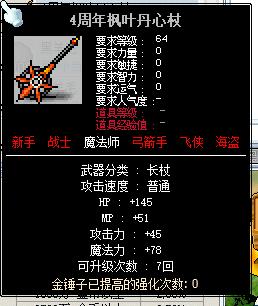 4周年枫叶丹心杖
要求等级： 64
要求力量： 0
要求敏捷： -
要求智力： -
要求运气： 0
要求人气度： -
道具等级： -
道具经验值： -
新手 战士 魔法师 弓箭手 飞侠 海盗
武器分类 : 长杖
攻击速度 : 普通
HP : +145
MP : +51
攻击力 : +45
魔法力 : +78
可升级次数 : 7回
金锤子已提高的强化次数: 0